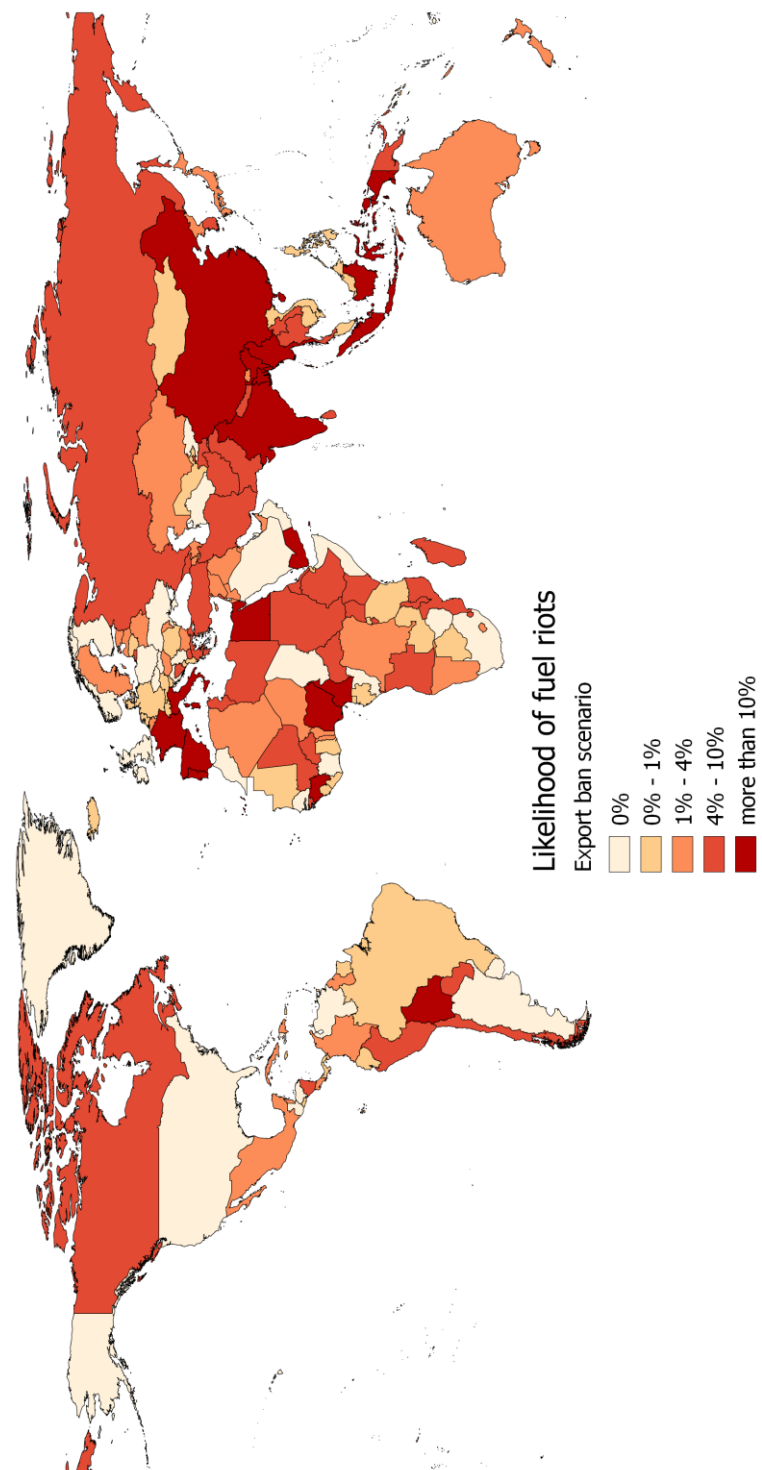 Likelihood of fuel riots
Export ban scenario
0%
0% - 1%
1% - 4%
4% - 10%
more than 10%